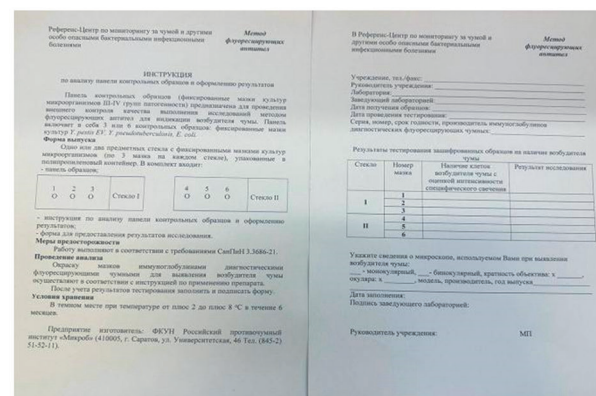 Референс-Центр по мониторингу за чумой и другими
особо опасными бактериальными инфекционными
болезнями
Метод
флуоресцирующих
антител
ИНСТРУКЦИЯ
по анализу панели контрольных образцов и оформлению результатов
Панель контрольных образцов (фиксированные мазки культур
микроорганизмов III-IV групп патогенности) предназначена для проведения
внешнего контроля качества выполнения исследований методом
флуоресцирующих антител для индикации возбудителя чумы. Панель
включает в себя 3 или 6 контрольных образцов: фиксированные мазки
культур Y. pestis EV, Y. pseudotuberculosis, E. coli.
Форма выпуска
Одно или два предметных стекла с фиксированными мазками культур
микроорганизмов (по 3 мазка на каждом стекле), упакованные в
полипропиленовый контейнер. В комплект входит:
- панель образцов;
1 2 3
О О О Стекло I
4 5 6
О О О Стекло II
- инструкция по анализу панели контрольных образцов и оформлению
результатов;
- форма для предоставления результатов исследования.
Меры предосторожности
Работу выполняют в соответствии с требованиями СанПиН 3.3686-21.
Проведение анализа
Окраску мазков иммуноглобулинами диагностическими
флуоресцирующими чумными для выявления возбудителя чумы
осуществляют в соответствии с инструкцией по применению препарата.
После учета результатов тестирования заполнить и подписать форму.
Условия хранения
В темном месте при температуре от плюс 2 до плюс 8 °С в течение 6
месяцев.
Предприятие изготовитель: ФКУН Российский противочумный
институт «Микроб» (410005, г. Саратов, ул. Университетская, 46 Тел. (845-2)
51-52-11).
В Референс-Центр по мониторингу за чумой и
другими особо опасными бактериальными
инфекционными болезнями
Метод
флуоресцирующих
антител
Учреждение, тел./факс:
Руководитель учреждения:
Лаборатория:
Заведующий лабораторией:
Дата получения образцов:
Дата проведения тестирования:
Серия, номер, срок годности, производитель иммуноглобулинов
диагностических флуоресцирующих чумных:
Результаты тестирования зашифрованных образцов на наличие возбудителя
чумы
Стекло Номер мазка Наличие клеток возбудителя чумы с оценкой интенсивности специфического свечения Результат исследования
I 1
2
3
II 4
5
6
Укажите сведения о микроскопе, используемом Вами при выявлении
возбудителя чумы:
___ - монокулярный, ___ - бинокулярный, кратность объектива: х ______,
окуляра: х ______, модель, производитель, год выпуска
Дата заполнения:
Подпись заведующего лабораторией:
Руководитель учреждения: МП